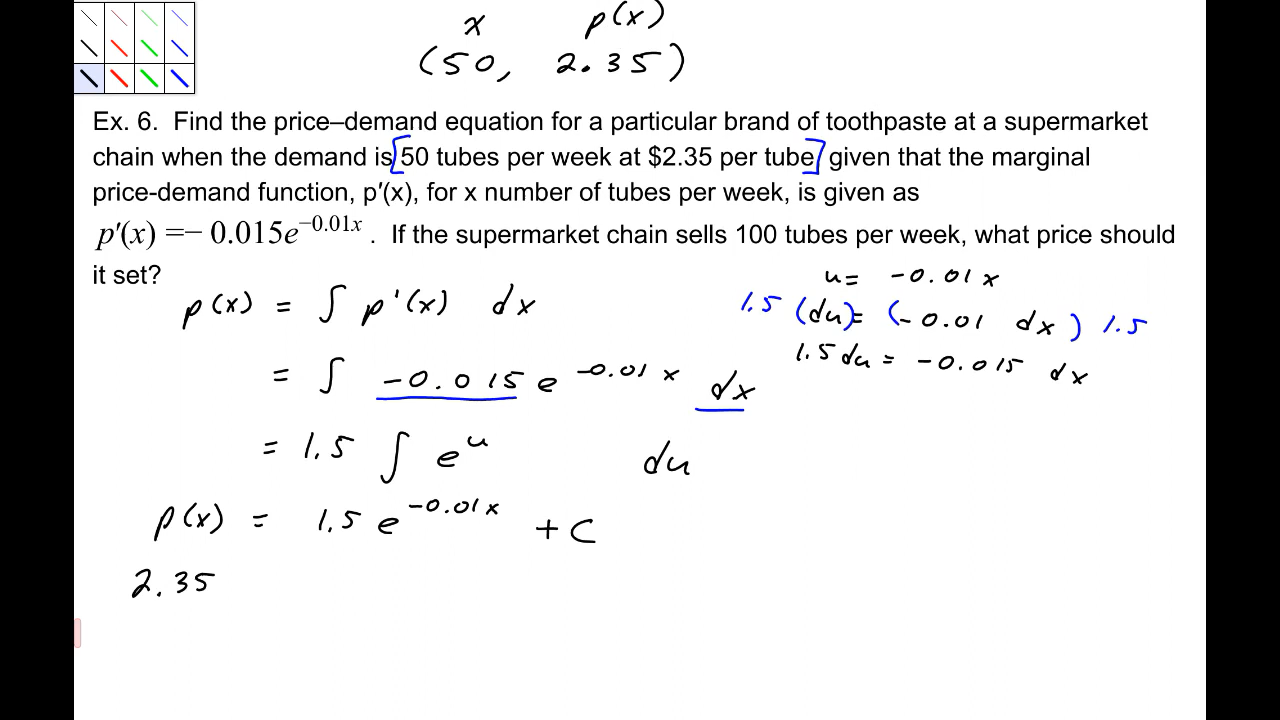 x p(x)
(50, 2.35)
Ex. 6. Find the price–demand equation for a particular brand of toothpaste at a supermarket
chain when the demand is [50 tubes per week at $2.35 per tube] given that the marginal
price-demand function, p′(x), for x number of tubes per week, is given as
p′(x) =− 0.015e^−0.01x . If the supermarket chain sells 100 tubes per week, what price should
it set?
u = -0.01 x
p(x) = ∫ p'(x) dx
1.5 (du) = (-0.01 dx) 1.5
1.5 du = -0.015 dx
= ∫ -0.015 e^-0.01 x dx
= 1.5 ∫ e^u du
p(x) = 1.5 e^-0.01x + C
2.35